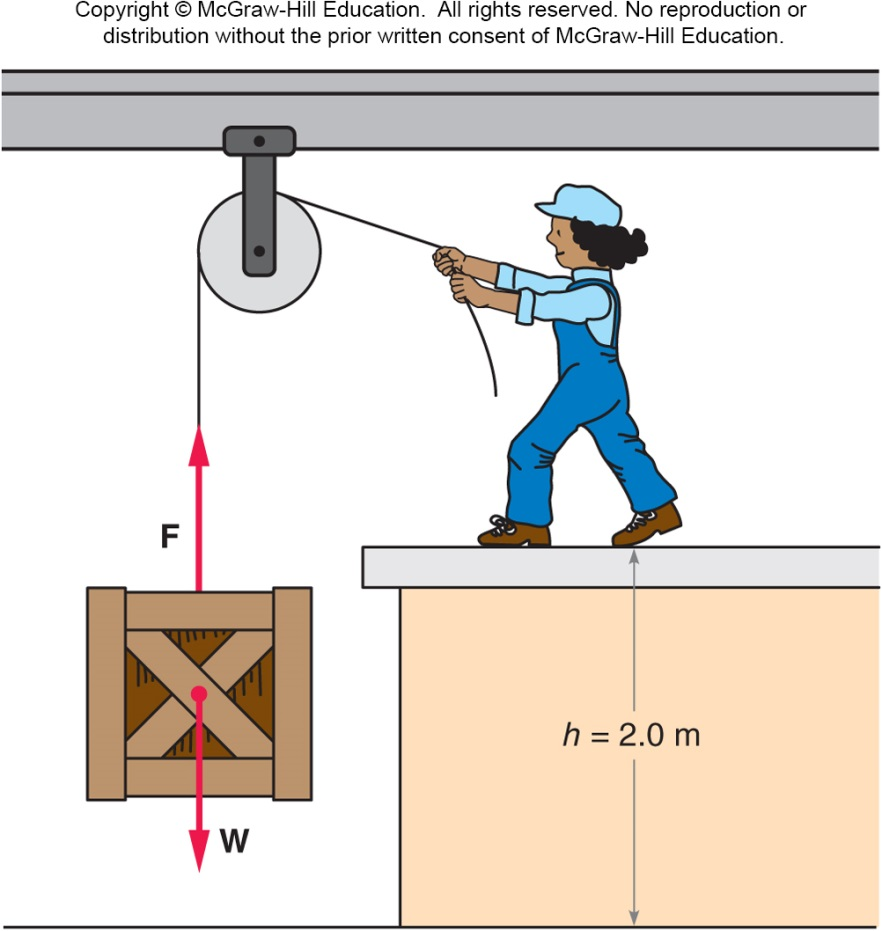 Copyright © McGraw-Hill Education.  All rights reserved. No reproduction or
distribution without the prior written consent of McGraw-Hill Education.
F
h = 2.0 m
W